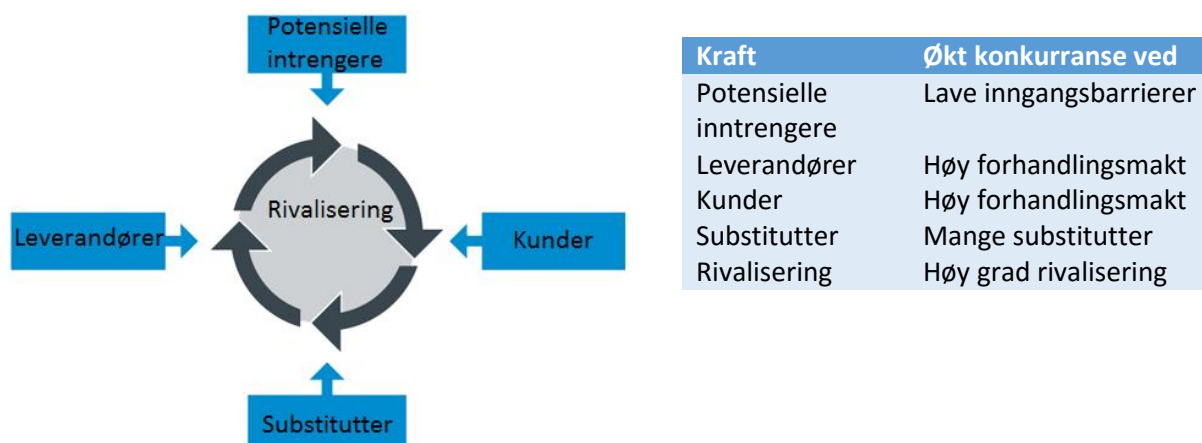 Potensielle
intrengere
Rivalisering
Leverandører
Kunder
Substitutter
Kraft Økt konkurranse ved
Potensielle Lave inngangsbarrierer
inntrengere
Leverandører Høy forhandlingsmakt
Kunder Høy forhandlingsmakt
Substitutter Mange substitutter
Rivalisering Høy grad rivalisering